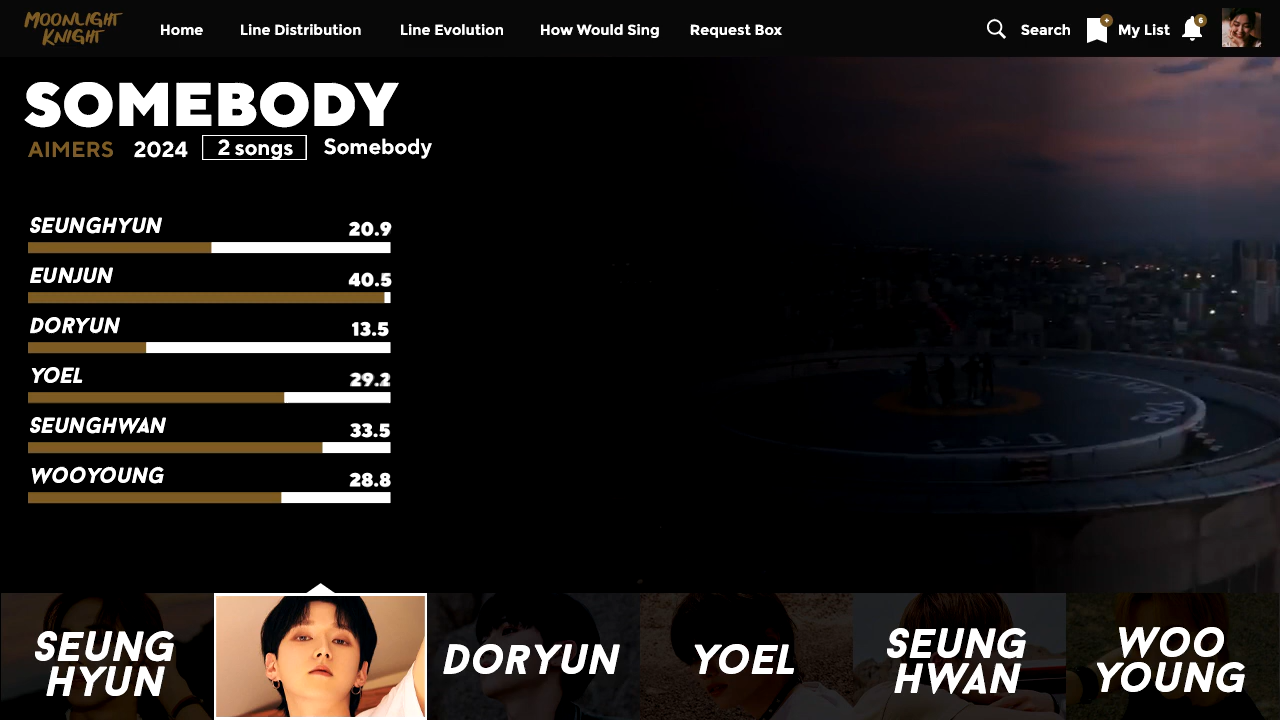 MOONLIGHT
KNIGHT
Home
Line Distribution
Line Evolution
How Would Sing
Request Box
Search
+
My List
6
SOMEBODY
AIMERS 2024 2 songs Somebody
SEUNGHYUN 20.9
EUNJUN 40.5
DORYUN 13.5
YOEL 29.2
SEUNGHWAN 33.5
WOOYOUNG 28.8
SEUNG
HYUN
DORYUN
YOEL
SEUNG
HWAN
WOO
YOUNG